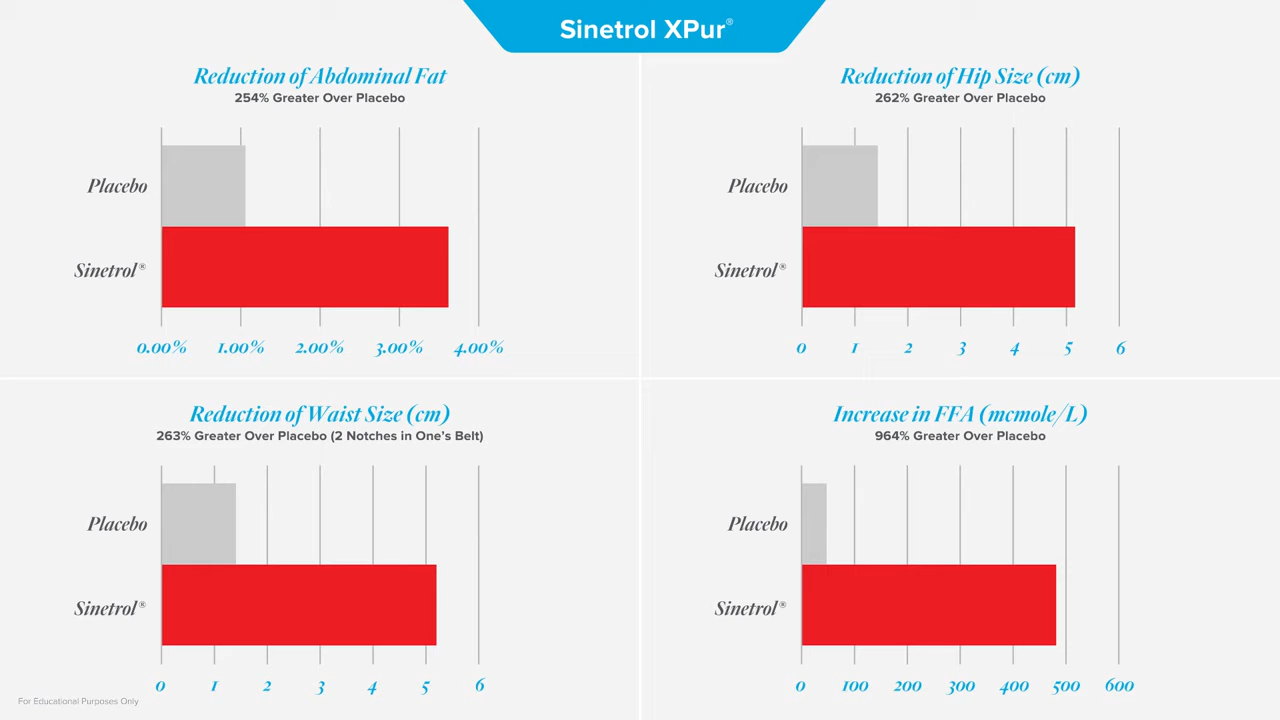 Sinetrol XPur®
Reduction of Abdominal Fat
254% Greater Over Placebo
Placebo
Sinetrol®
0.00% 1.00% 2.00% 3.00% 4.00%
Reduction of Hip Size (cm)
262% Greater Over Placebo
Placebo
Sinetrol®
0 1 2 3 4 5 6
Reduction of Waist Size (cm)
263% Greater Over Placebo (2 Notches in One's Belt)
Placebo
Sinetrol®
0 1 2 3 4 5 6
Increase in FFA (mcmole/L)
964% Greater Over Placebo
Placebo
Sinetrol®
0 100 200 300 400 500 600
For Educational Purposes Only